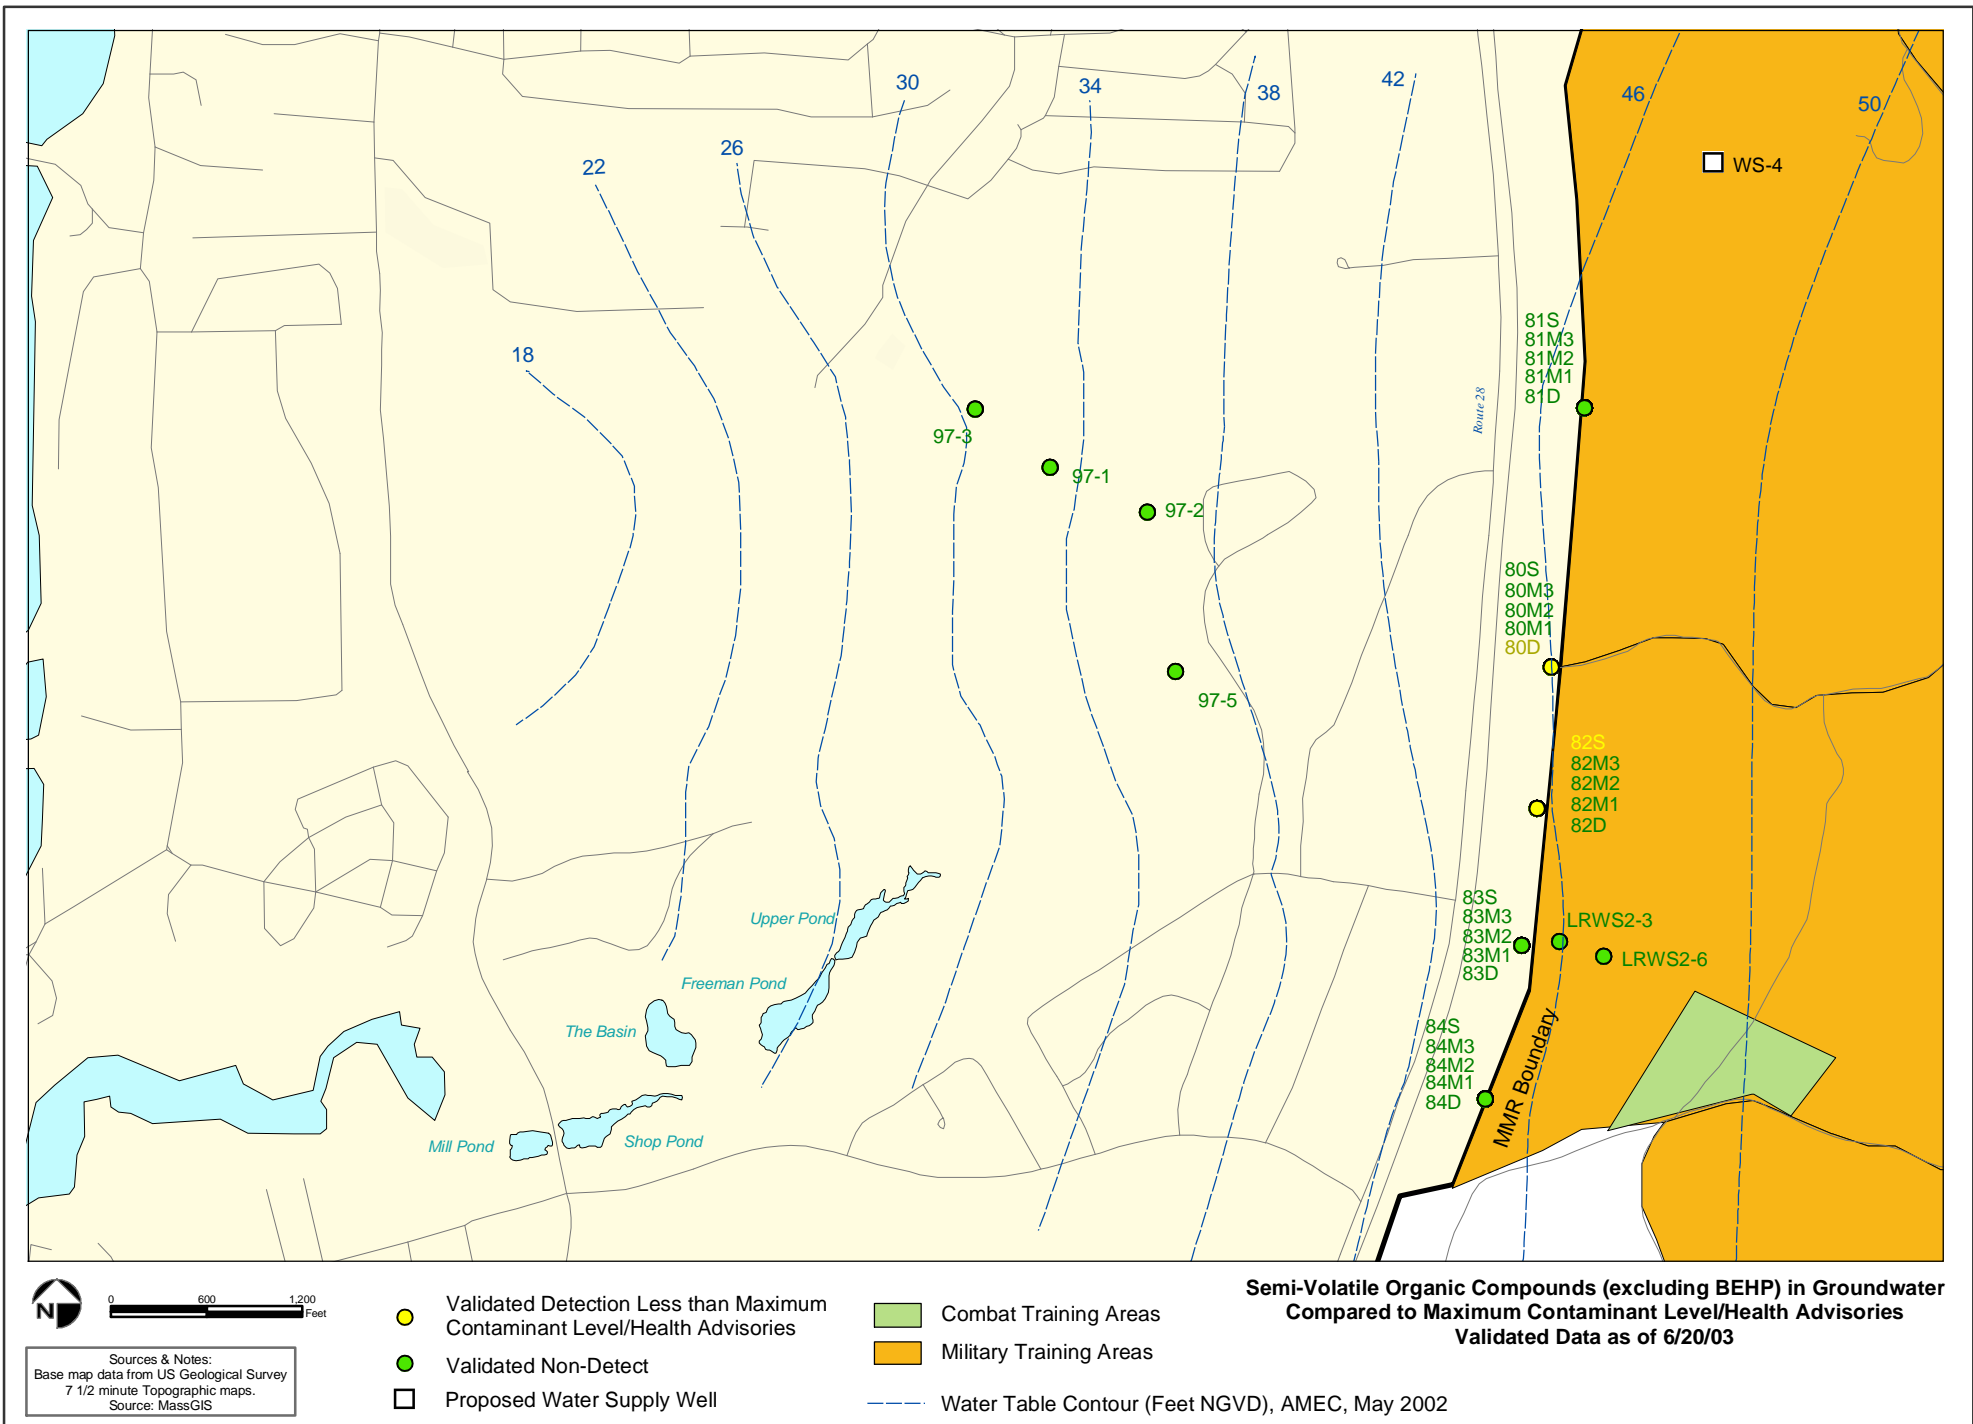 30
34
38
42
46
50
26
22
WS-4
18
81S
81M3
81M2
81M1
81D
Route 28
97-3
97-1
97-2
80S
80M3
80M2
80M1
80D
97-5
82S
82M3
82M2
82M1
82D
83S
83M3
83M2
83M1
83D
LRWS2-3
LRWS2-6
Upper Pond
Freeman Pond
The Basin
84S
84M3
84M2
84M1
84D
MMR Boundary
Mill Pond
Shop Pond
N
0 600 1,200
Feet
Sources & Notes:
Base map data from US Geological Survey
7 1/2 minute Topographic maps.
Source: MassGIS
Validated Detection Less than Maximum
Contaminant Level/Health Advisories
Validated Non-Detect
Proposed Water Supply Well
Combat Training Areas
Military Training Areas
Water Table Contour (Feet NGVD), AMEC, May 2002
Semi-Volatile Organic Compounds (excluding BEHP) in Groundwater
Compared to Maximum Contaminant Level/Health Advisories
Validated Data as of 6/20/03